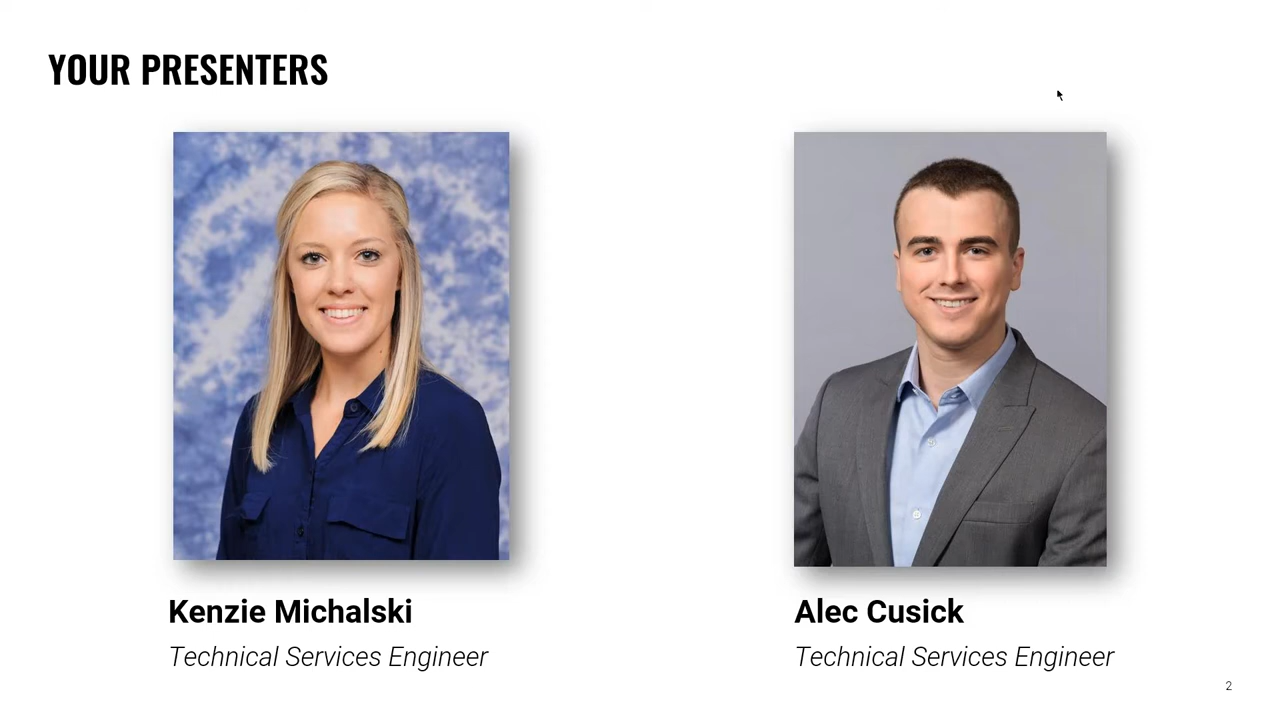 YOUR PRESENTERS
Kenzie Michalski
Technical Services Engineer
Alec Cusick
Technical Services Engineer
2